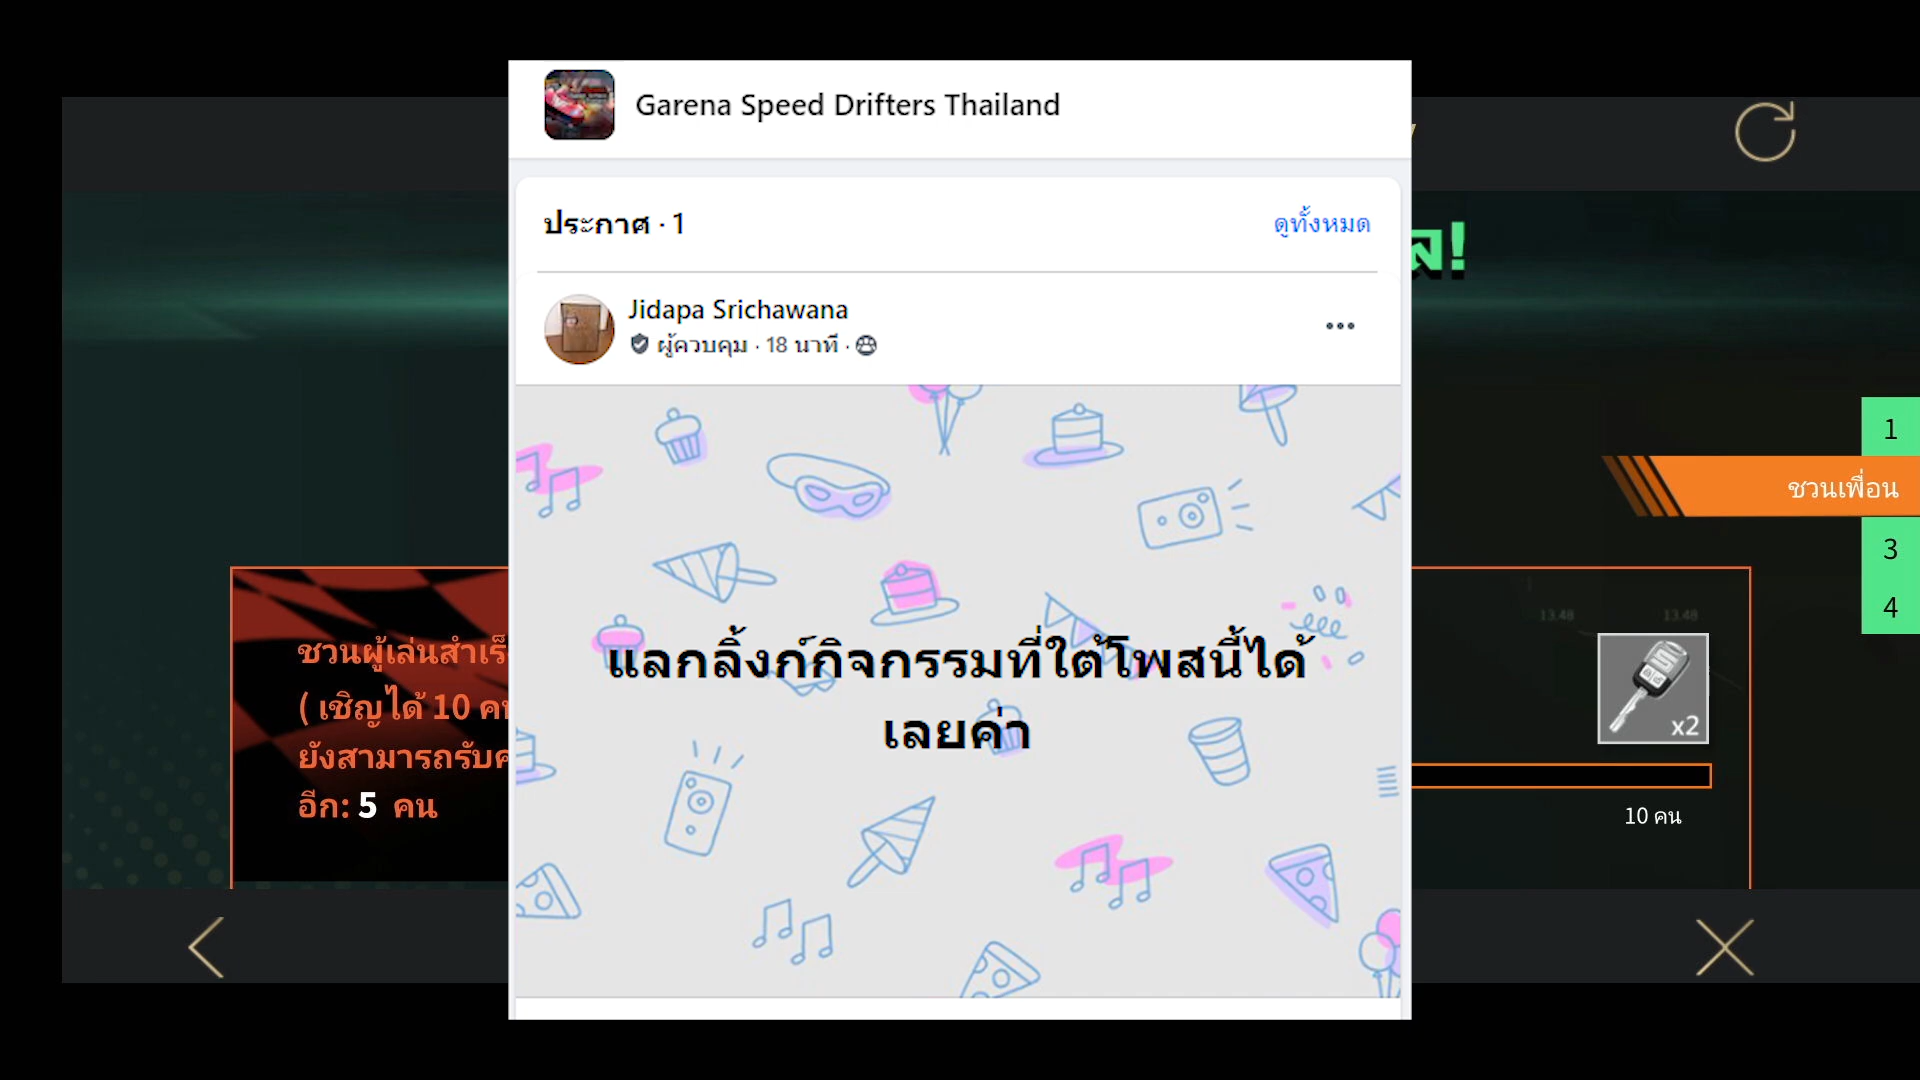 Garena Speed Drifters Thailand
ประกาศ · 1
ดูทั้งหมด
Jidapa Srichawana
ผู้ควบคุม · 18 นาที ·
แลกลิ้งก์กิจกรรมที่ใต้โพสนี้ได้
เลยค่า
ชวนผู้เล่นสำเร็
( เชิญได้ 10
ยังสามารถรับ
อีก: 5 คน
1
ชวนเพื่อน
3
4
13.48
13.48
x2
10 คน